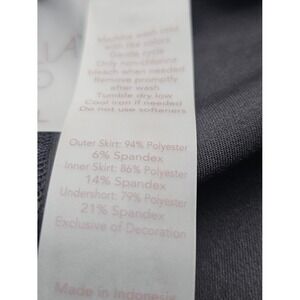 Machine wash cold
with like colors
Gentle cycle
Only non-chlorine
bleach when needed
Remove promptly
after wash
Tumble dry low
Cool iron if needed
Do not use softeners
Outer Skirt: 94% Polyester
6% Spandex
Inner Skirt: 86% Polyester
14% Spandex
Undershort: 79% Polyester
21% Spandex
Exclusive of Decoration
Made in Indonesia